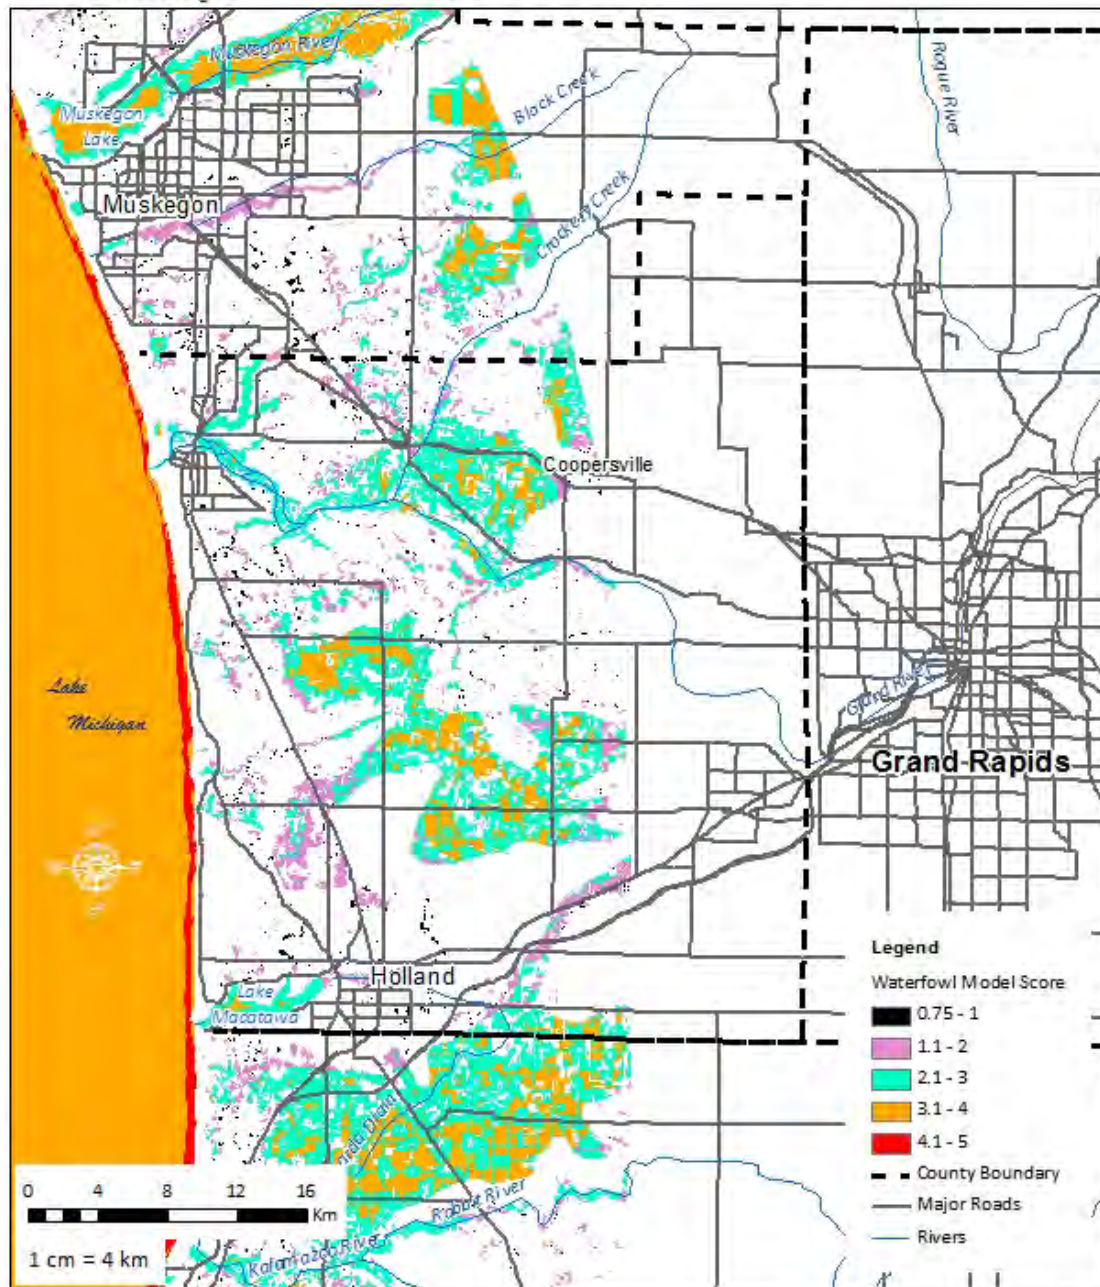 Muskegon River
Rogue River
Black Creek
Muskegon
Lake
Crockery Creek
Muskegon
Coopersville
Lake
Michigan
Grand River
Grand Rapids
Holland
Lake
Macatawa
Rabbit River
Kalamazoo River
Legend
Waterfowl Model Score
0.75 - 1
1.1 - 2
2.1 - 3
3.1 - 4
4.1 - 5
County Boundary
Major Roads
Rivers
0 4 8 12 16
Km
1 cm = 4 km